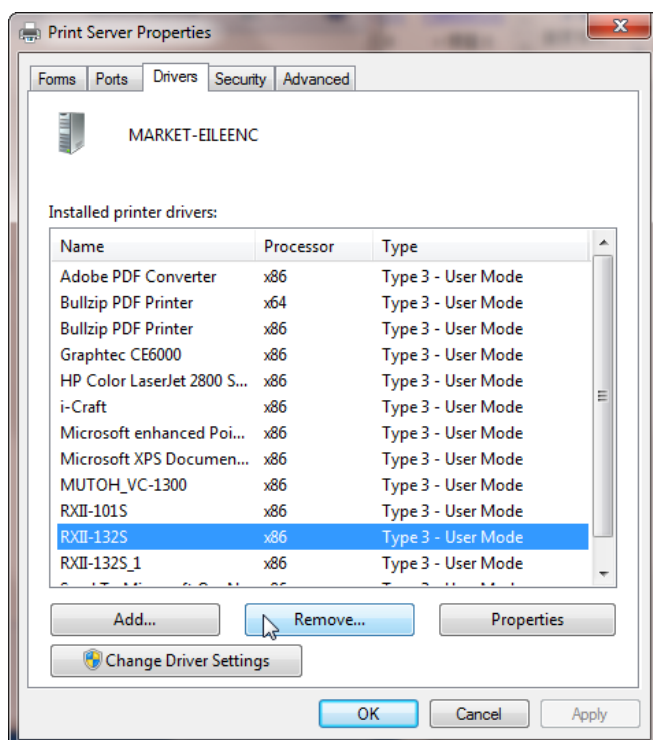 Print Server Properties
Forms Ports Drivers Security Advanced
MARKET-EILEENC
Installed printer drivers:
Name Processor Type
Adobe PDF Converter x86 Type 3 - User Mode
Bullzip PDF Printer x64 Type 3 - User Mode
Bullzip PDF Printer x86 Type 3 - User Mode
Graphtec CE6000 x86 Type 3 - User Mode
HP Color LaserJet 2800 S... x86 Type 3 - User Mode
i-Craft x86 Type 3 - User Mode
Microsoft enhanced Poi... x86 Type 3 - User Mode
Microsoft XPS Documen... x86 Type 3 - User Mode
MUTOH_VC-1300 x86 Type 3 - User Mode
RXII-101S x86 Type 3 - User Mode
RXII-132S x86 Type 3 - User Mode
RXII-132S_1 x86 Type 3 - User Mode
Add... Remove... Properties
Change Driver Settings
OK Cancel Apply